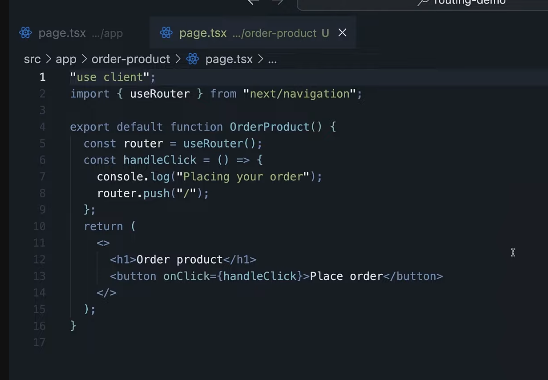 routing-demo
page.tsx .../app
page.tsx .../order-product U
src > app > order-product > page.tsx > ...
1 "use client";
2 import { useRouter } from "next/navigation";
3
4 export default function OrderProduct() {
5 const router = useRouter();
6 const handleClick = () => {
7 console.log("Placing your order");
8 router.push("/");
9 };
10 return (
11 <>
12 <h1>Order product</h1>
13 <button onClick={handleClick}>Place order</button>
14 </>
15 );
16 }
17